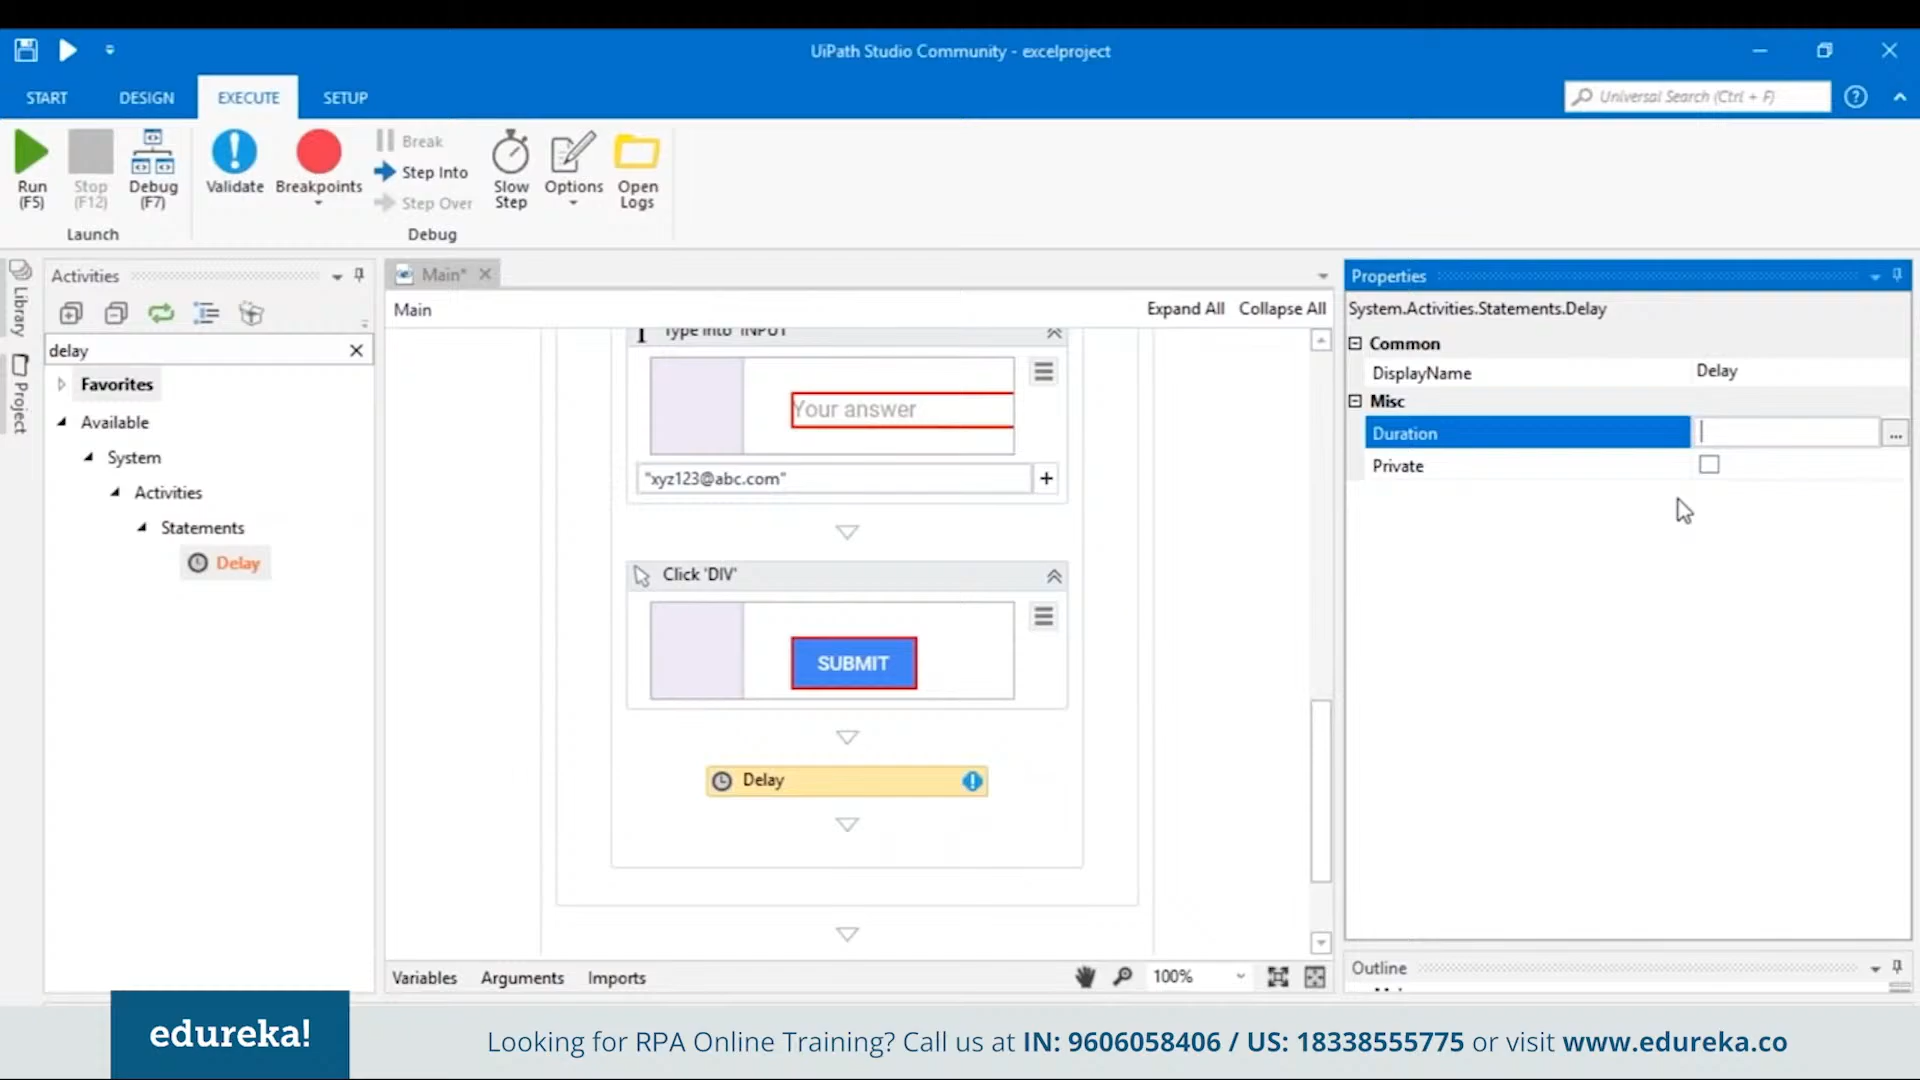 UiPath Studio Community - excelproject
START DESIGN EXECUTE SETUP
Universal Search (Ctrl + F)
Run (F5)
Stop (F12)
Debug (F7)
Launch
Validate
Breakpoints
Break
Step Into
Step Over
Slow Step
Options
Open Logs
Debug
Library
Project
Activities
delay
Favorites
Available
System
Activities
Statements
Delay
Main*
Main
Expand All Collapse All
Type Into 'INPUT'
Your answer
"xyz123@abc.com"
Click 'DIV'
SUBMIT
Delay
Variables Arguments Imports
100%
Properties
System.Activities.Statements.Delay
Common
DisplayName Delay
Misc
Duration
Private
Outline
edureka!
Looking for RPA Online Training? Call us at IN: 9606058406 / US: 18338555775 or visit www.edureka.co